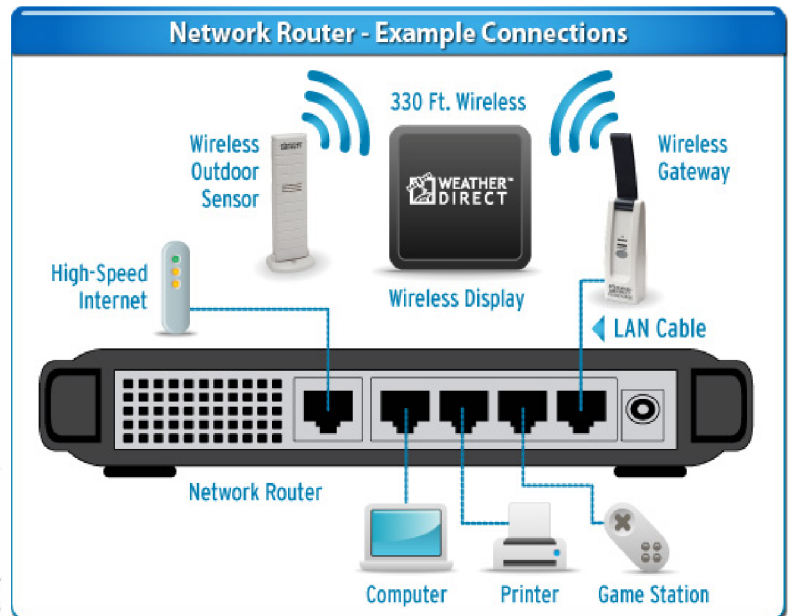 Network Router - Example Connections
330 Ft. Wireless
Wireless
Outdoor
Sensor
WEATHER™
DIRECT
Wireless
Gateway
High-Speed
Internet
Wireless Display
LAN Cable
Network Router
Computer
Printer
Game Station